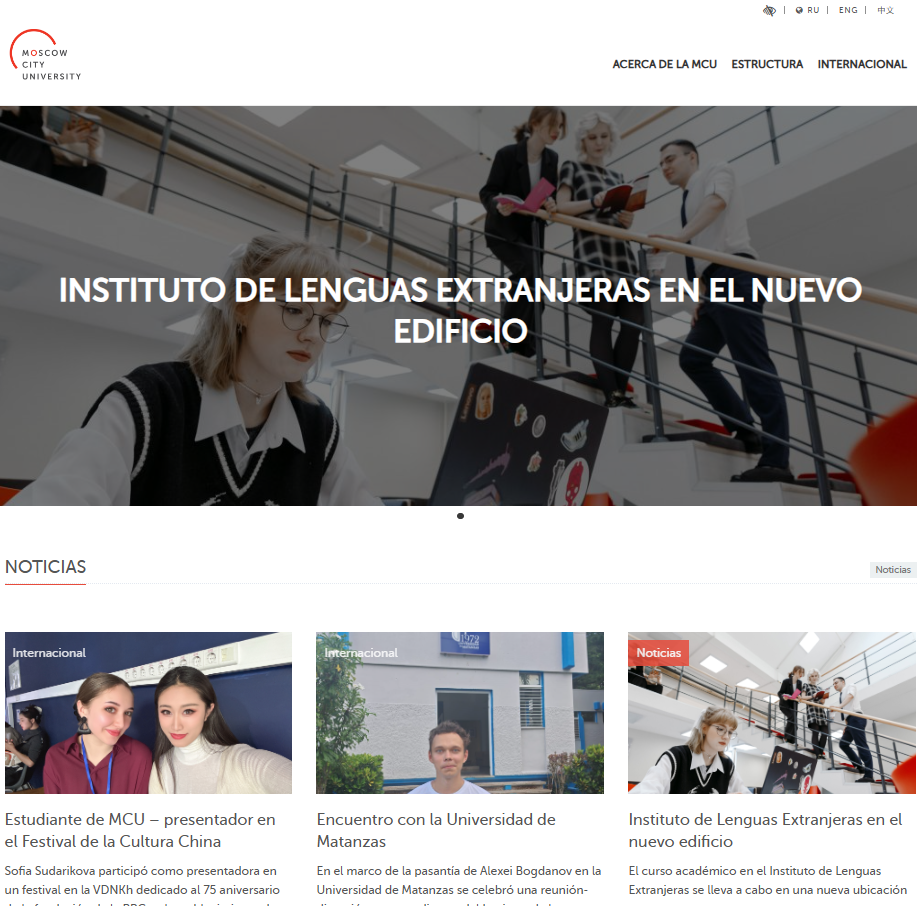 RU | ENG | 中文
MOSCOW
CITY
UNIVERSITY
ACERCA DE LA MCU ESTRUCTURA INTERNACIONAL
INSTITUTO DE LENGUAS EXTRANJERAS EN EL NUEVO
EDIFICIO
NOTICIAS
Noticias
Internacional
Estudiante de MCU – presentador en
el Festival de la Cultura China
Sofia Sudarikova participó como presentadora en
un festival en la VDNKh dedicado al 75 aniversario
Internacional
1972
Encuentro con la Universidad de
Matanzas
En el marco de la pasantía de Alexei Bogdanov en la
Universidad de Matanzas se celebró una reunión-
Noticias
Instituto de Lenguas Extranjeras en el
nuevo edificio
El curso académico en el Instituto de Lenguas
Extranjeras se lleva a cabo en una nueva ubicación